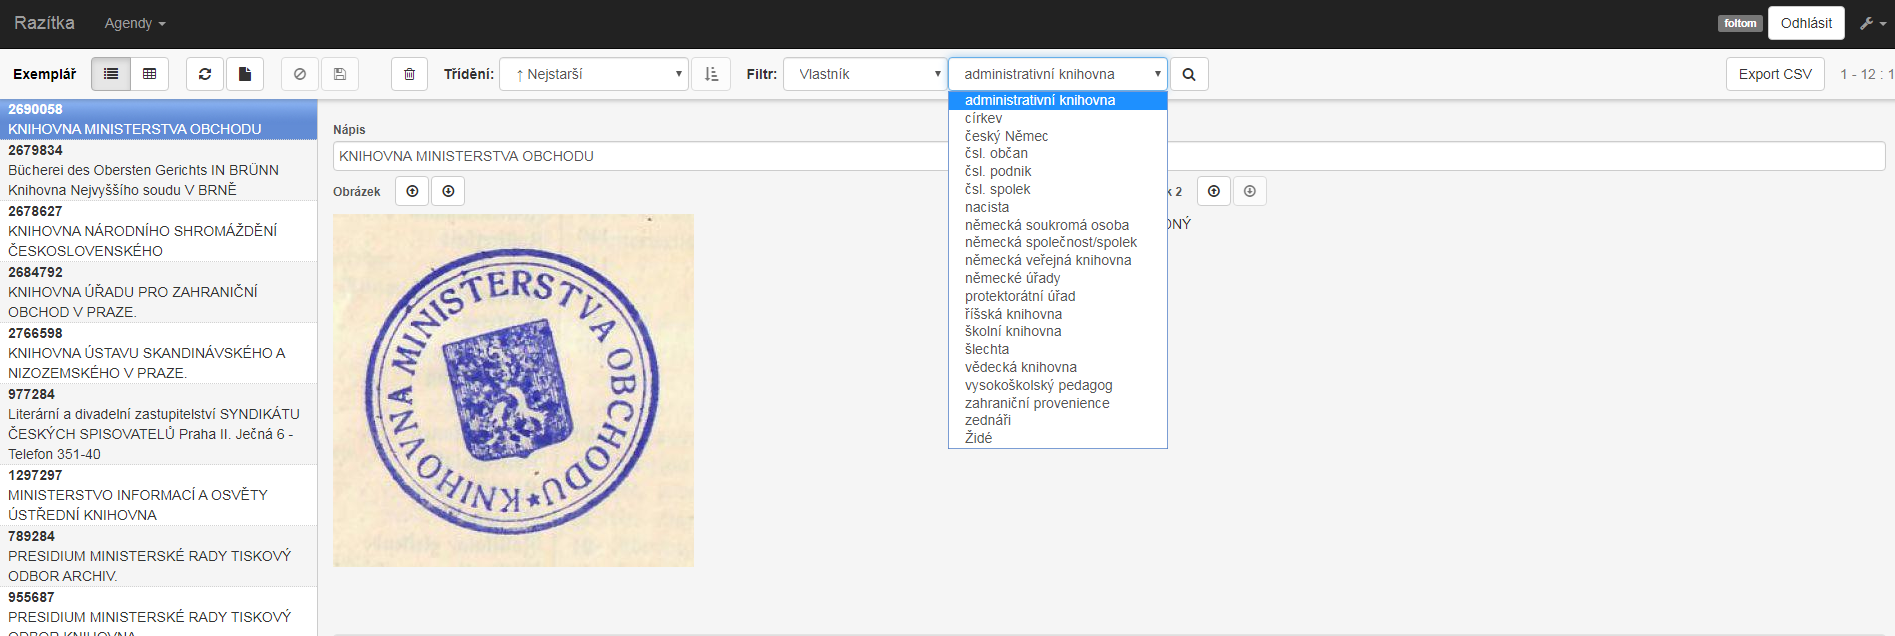 Razítka
Agendy
foltom
Odhlásit
Exemplář
Třídění:
↑ Nejstarší
Filtr:
Vlastník
administrativní knihovna
Export CSV
1 - 12 : 1
administrativní knihovna
církev
český Němec
čsl. občan
čsl. podnik
čsl. spolek
nacista
německá soukromá osoba
německá společnost/spolek
německá veřejná knihovna
německé úřady
protektorátní úřad
říšská knihovna
školní knihovna
šlechta
vědecká knihovna
vysokoškolský pedagog
zahraniční provenience
zednáři
Židé
2690058
KNIHOVNA MINISTERSTVA OBCHODU
2679834
Bücherei des Obersten Gerichts IN BRÜNN
Knihovna Nejvyššího soudu V BRNĚ
2678627
KNIHOVNA NÁRODNÍHO SHROMÁŽDĚNÍ
ČESKOSLOVENSKÉHO
2684792
KNIHOVNA ÚŘADU PRO ZAHRANIČNÍ
OBCHOD V PRAZE.
2766598
KNIHOVNA ÚSTAVU SKANDINÁVSKÉHO A
NIZOZEMSKÉHO V PRAZE.
977284
Literární a divadelní zastupitelství SYNDIKÁTU
ČESKÝCH SPISOVATELŮ Praha II. Ječná 6 -
Telefon 351-40
1297297
MINISTERSTVO INFORMACÍ A OSVĚTY
ÚSTŘEDNÍ KNIHOVNA
789284
PRESIDIUM MINISTERSKÉ RADY TISKOVÝ
ODBOR ARCHIV.
955687
PRESIDIUM MINISTERSKÉ RADY TISKOVÝ
ODBOR KNIHOVNA
Nápis
KNIHOVNA MINISTERSTVA OBCHODU
Obrázek
k 2
DNÝ
KNIHOVNA MINISTERSTVA OBCHODU